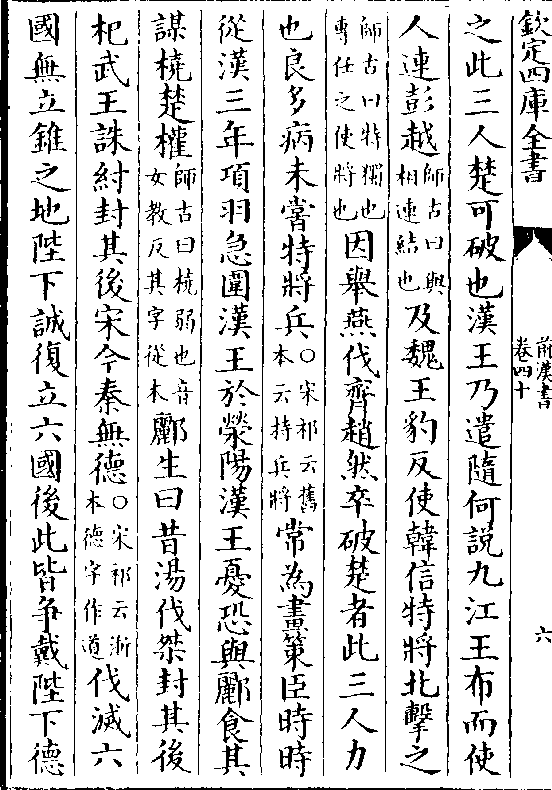 欽定四庫全書 前漢書卷四十 六
之此三人楚可破也漢王乃遣隨何説九江王布而使
人連彭越師古曰與相連結也及魏王豹反使韓信特將北擊之
師古曰特獨也專任之使將也因舉燕伐齊趙然卒破楚者此三人力
也良多病未嘗特將兵○宋祁云舊本云持兵將常為畫策臣時時
從漢三年項羽急圍漢王於滎陽漢王憂恐與酈食其
謀橈楚權師古曰橈弱也音女教反其字從木酈生曰昔湯伐桀封其後
杞武王誅紂封其後宋今秦無德○宋祁云浙本德字作道伐滅六
國無立錐之地陛下誠復立六國後此皆争戴陛下德